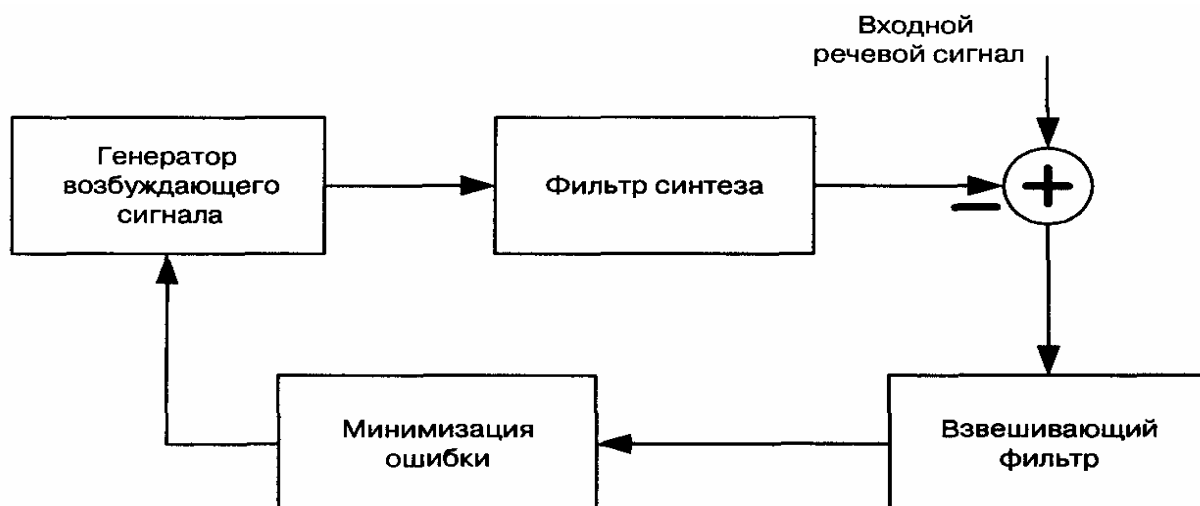 Входной
речевой сигнал
Генератор
возбуждающего
сигнала
Фильтр синтеза
+
−
Минимизация
ошибки
Взвешивающий
фильтр